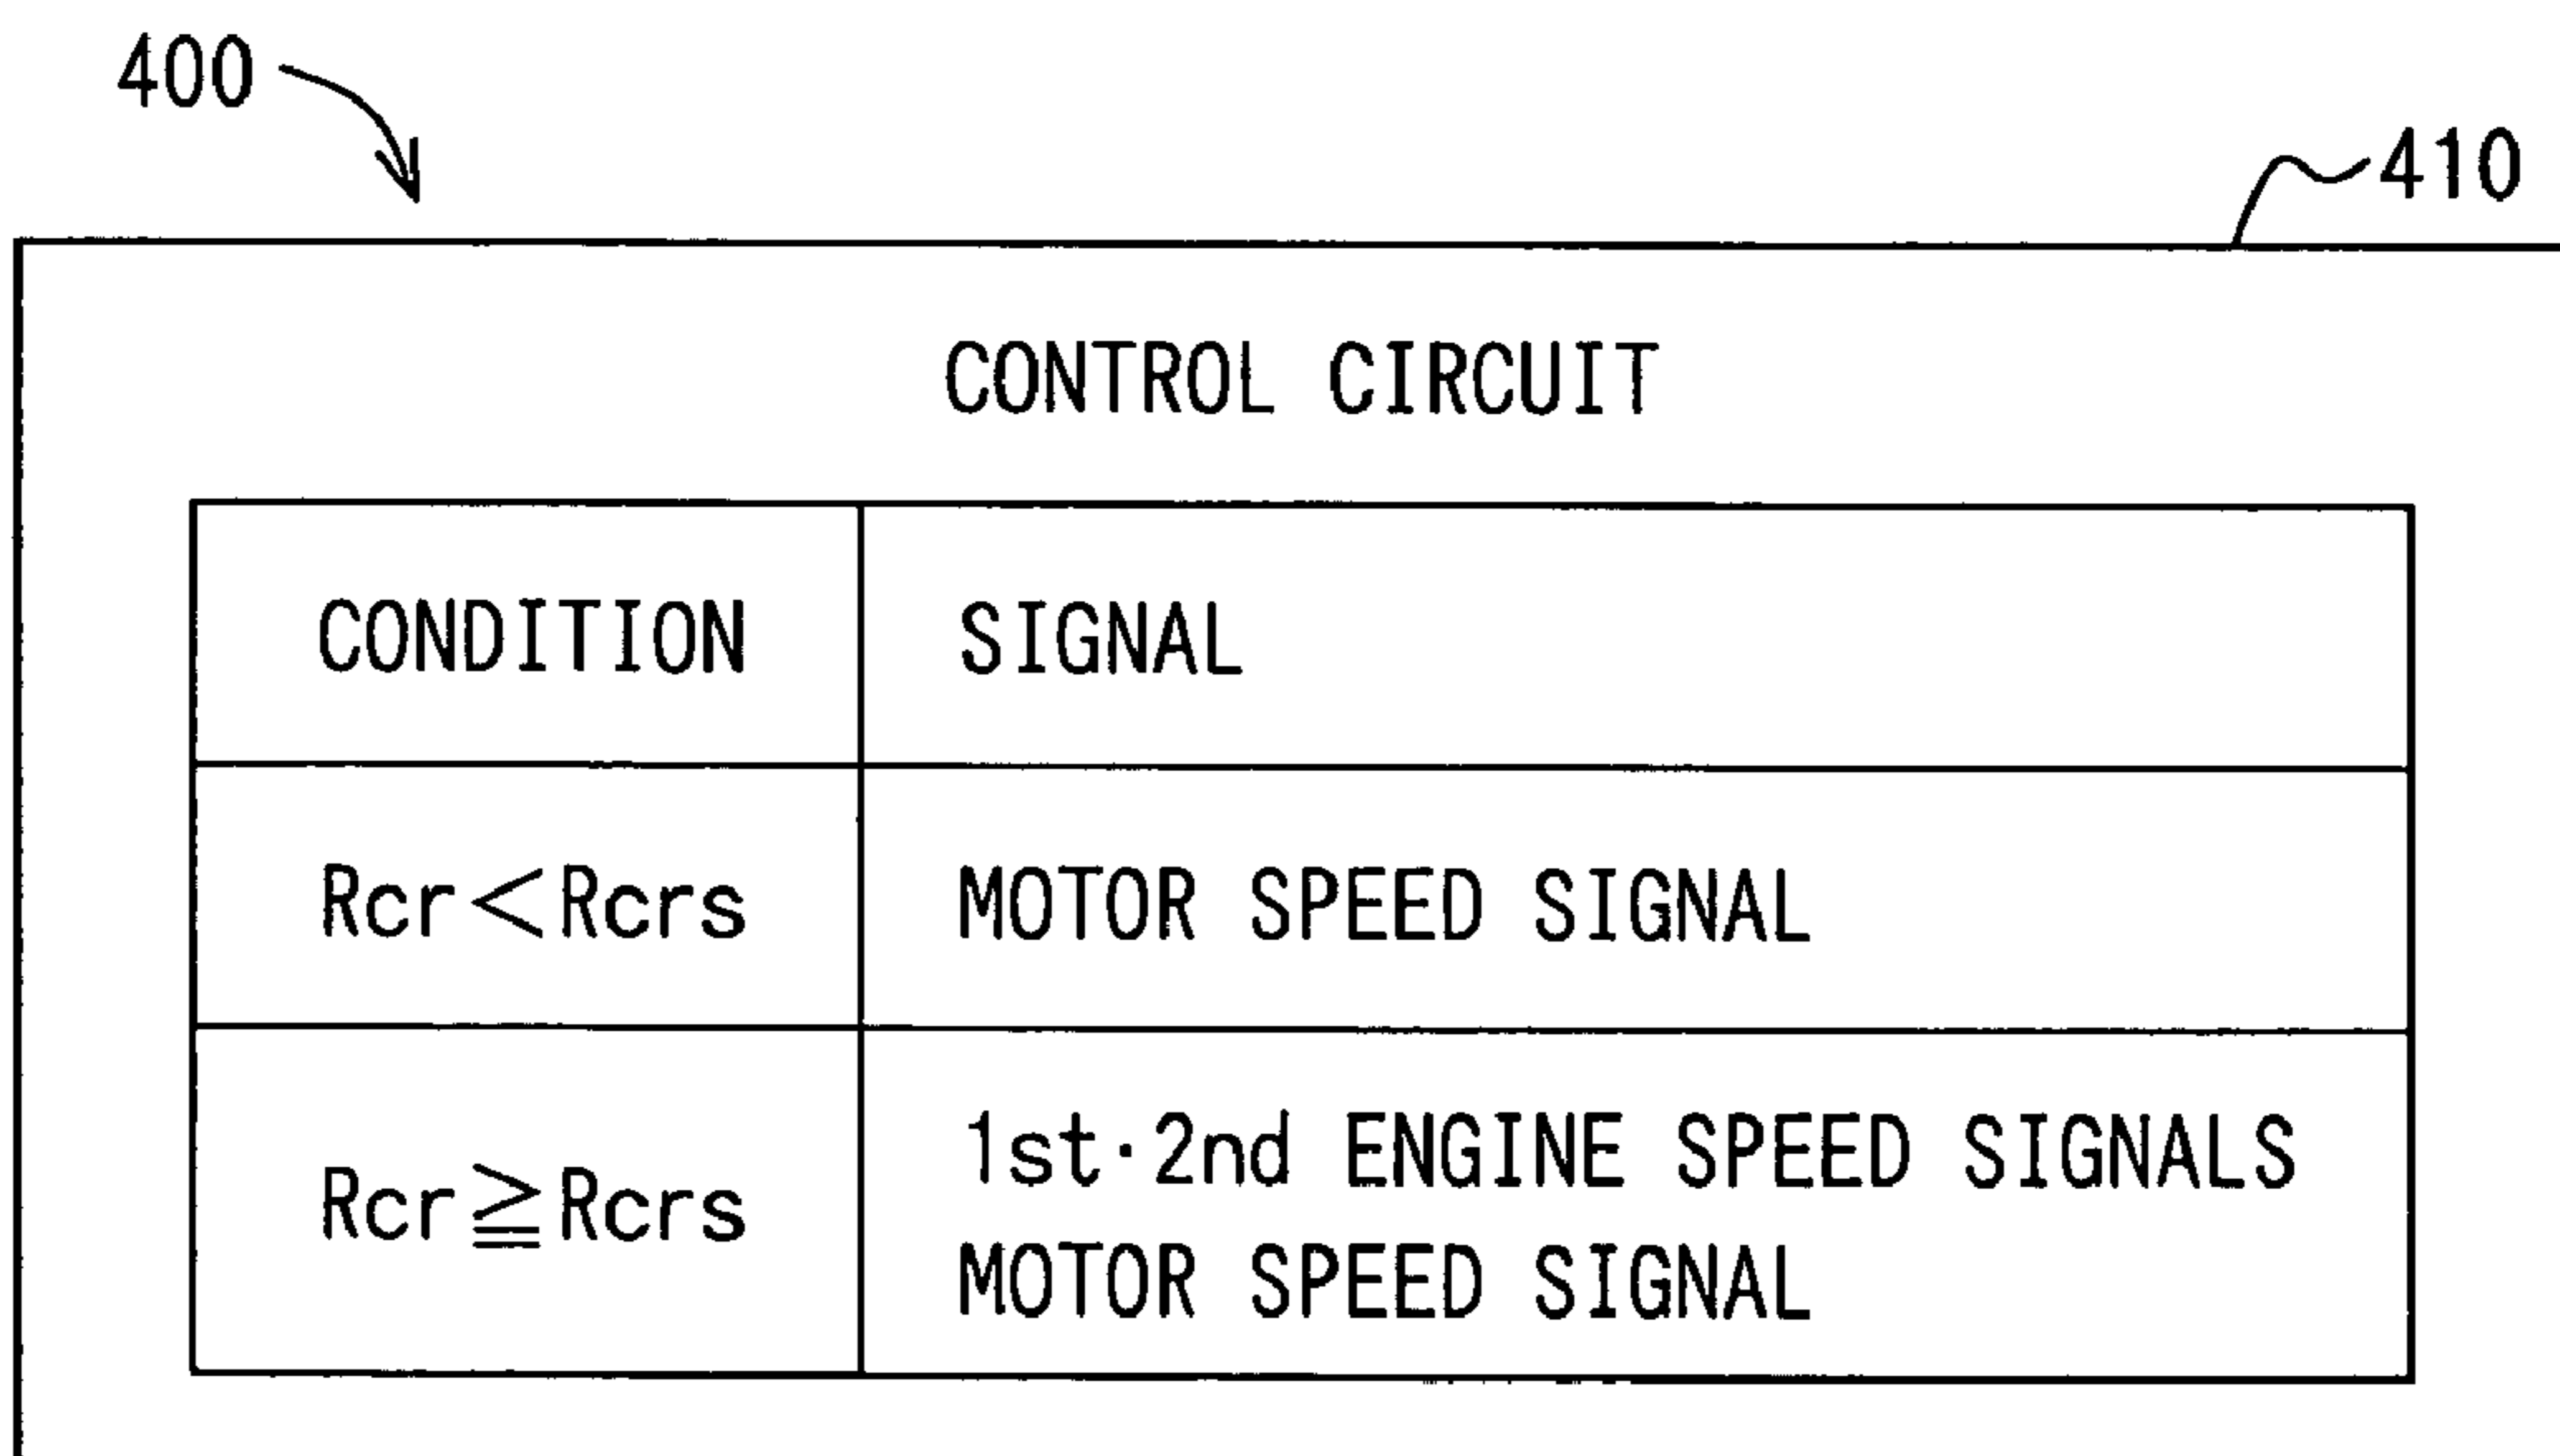 400
410
CONTROL CIRCUIT
CONDITION
SIGNAL
Rcr<Rcrs
MOTOR SPEED SIGNAL
Rcr≧Rcrs
1st·2nd ENGINE SPEED SIGNALS
MOTOR SPEED SIGNAL